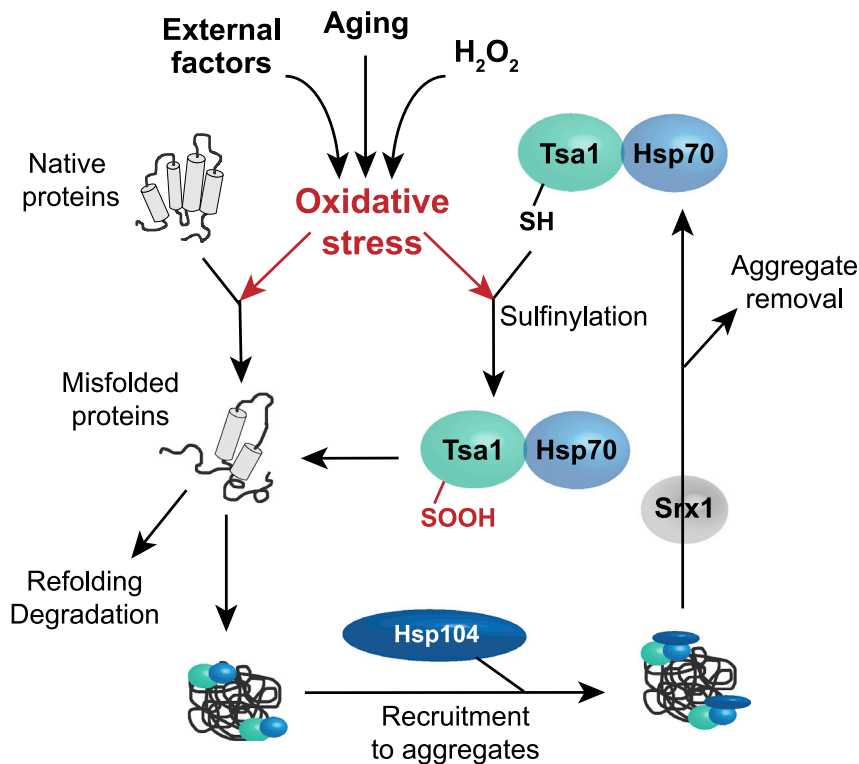 External
factors
Aging
H₂O₂
Native
proteins
Oxidative
stress
Tsa1
Hsp70
SH
Aggregate
removal
Sulfinylation
Misfolded
proteins
Tsa1
Hsp70
SOOH
Srx1
Refolding
Degradation
Hsp104
Recruitment
to aggregates